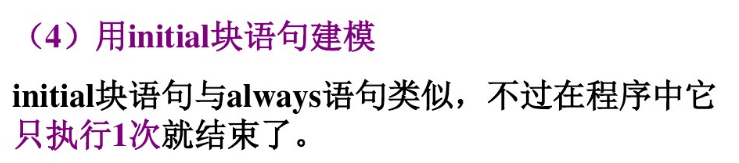 （4）用initial块语句建模
initial块语句与always语句类似，不过在程序中它
只执行1次就结束了。